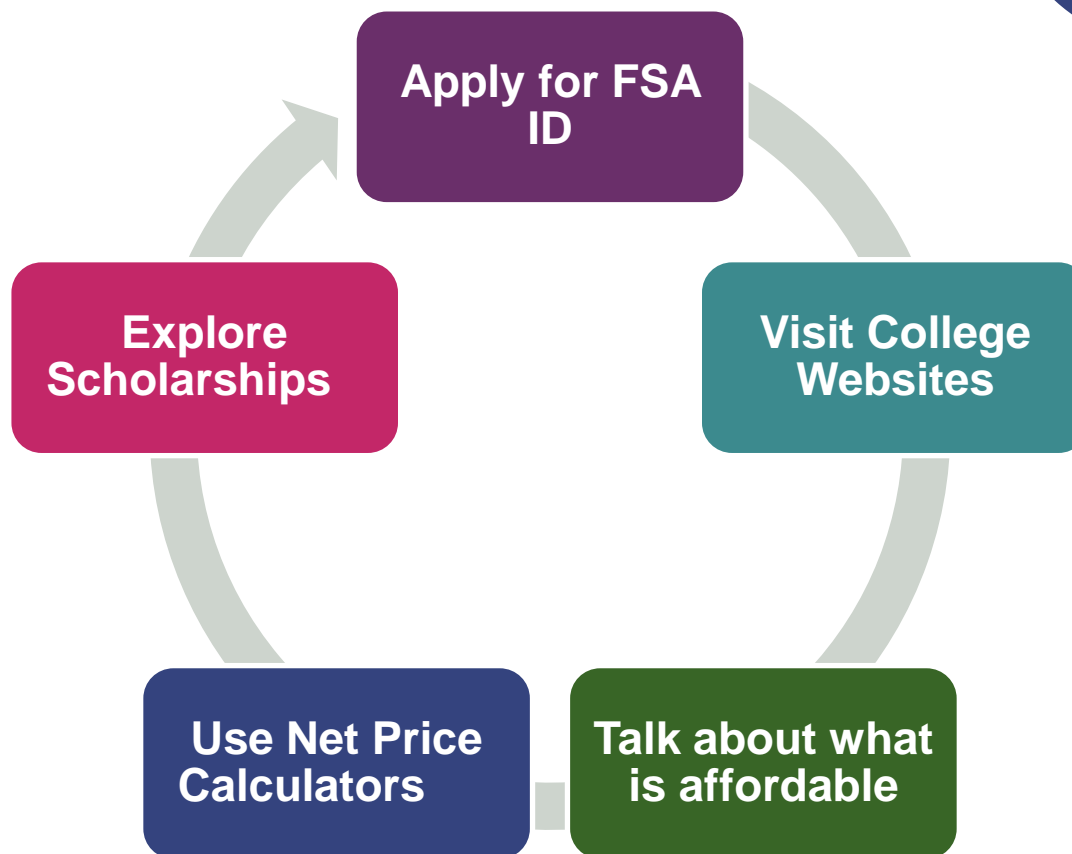 Apply for FSA
ID
Visit College
Websites
Talk about what
is affordable
Use Net Price
Calculators
Explore
Scholarships